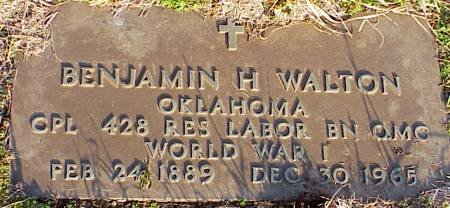 BENJAMIN H WALTON
OKLAHOMA
CPL 428 RES LABOR BN QMC
WORLD WAR I
FEB 24 1889 DEC 30 1965